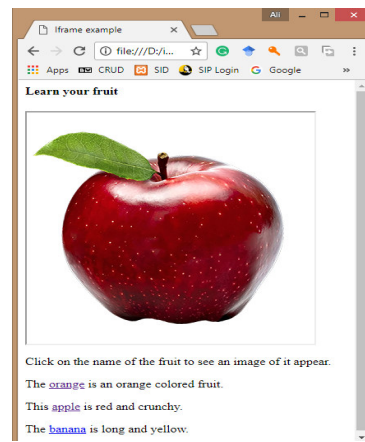 Ali
Iframe example
file:///D:/i...
Apps CRUD SID SIP Login G Google »
Learn your fruit
Click on the name of the fruit to see an image of it appear.
The orange is an orange colored fruit.
This apple is red and crunchy.
The banana is long and yellow.